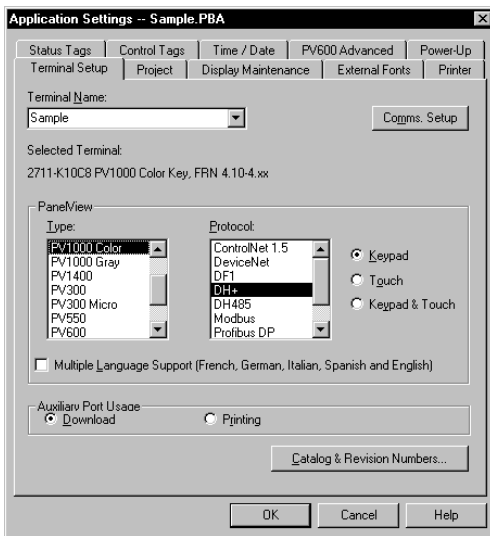 Application Settings -- Sample.PBA
Status Tags
Control Tags
Time / Date
PV600 Advanced
Power-Up
Terminal Setup
Project
Display Maintenance
External Fonts
Printer
Terminal Name:
Sample
Comms. Setup
Selected Terminal:
2711-K10C8 PV1000 Color Key, FRN 4.10-4.xx
PanelView
Type:
PV1000 Color
PV1000 Gray
PV1400
PV300
PV300 Micro
PV550
PV600
Protocol:
ControlNet 1.5
DeviceNet
DF1
DH+
DH485
Modbus
Profibus DP
Keypad
Touch
Keypad & Touch
Multiple Language Support (French, German, Italian, Spanish and English)
Auxiliary Port Usage
Download
Printing
Catalog & Revision Numbers...
OK
Cancel
Help